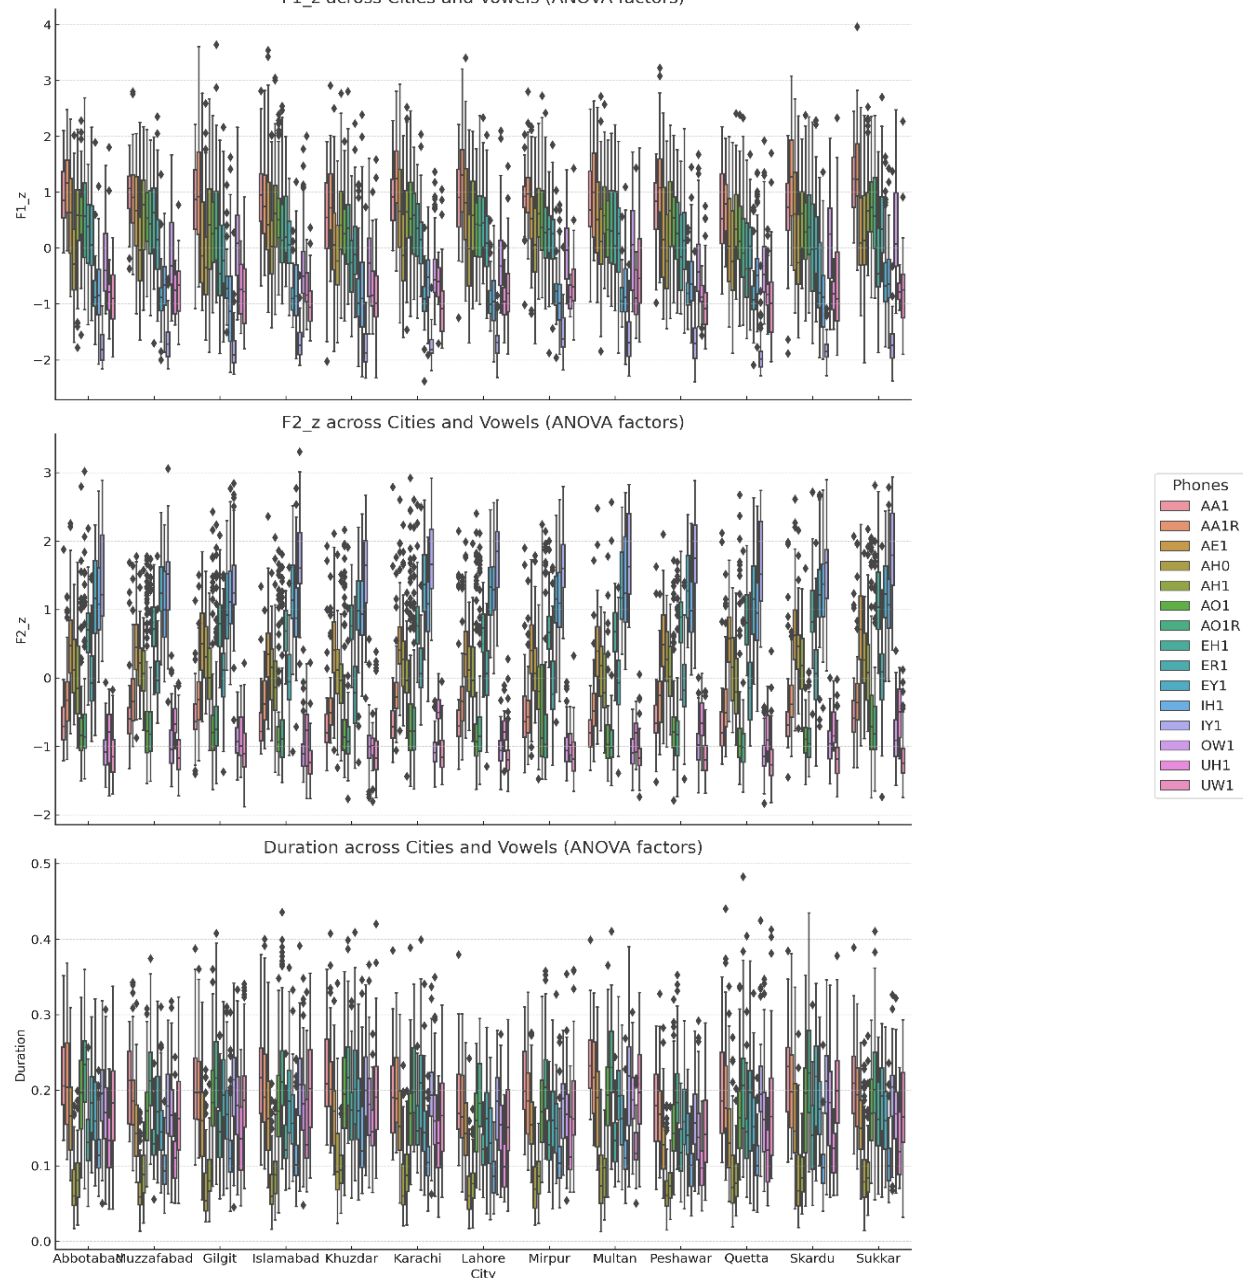 F1_z across Cities and Vowels (ANOVA factors)
4
3
2
1
0
−1
−2
F1_z
F2_z across Cities and Vowels (ANOVA factors)
3
2
1
0
−1
−2
F2_z
Phones
AA1
AA1R
AE1
AH0
AH1
AO1
AO1R
EH1
ER1
EY1
IH1
IY1
OW1
UH1
UW1
Duration across Cities and Vowels (ANOVA factors)
0.5
0.4
0.3
0.2
0.1
0.0
Duration
Abbotabad Muzzafabad Gilgit Islamabad Khuzdar Karachi Lahore Mirpur Multan Peshawar Quetta Skardu Sukkar
City